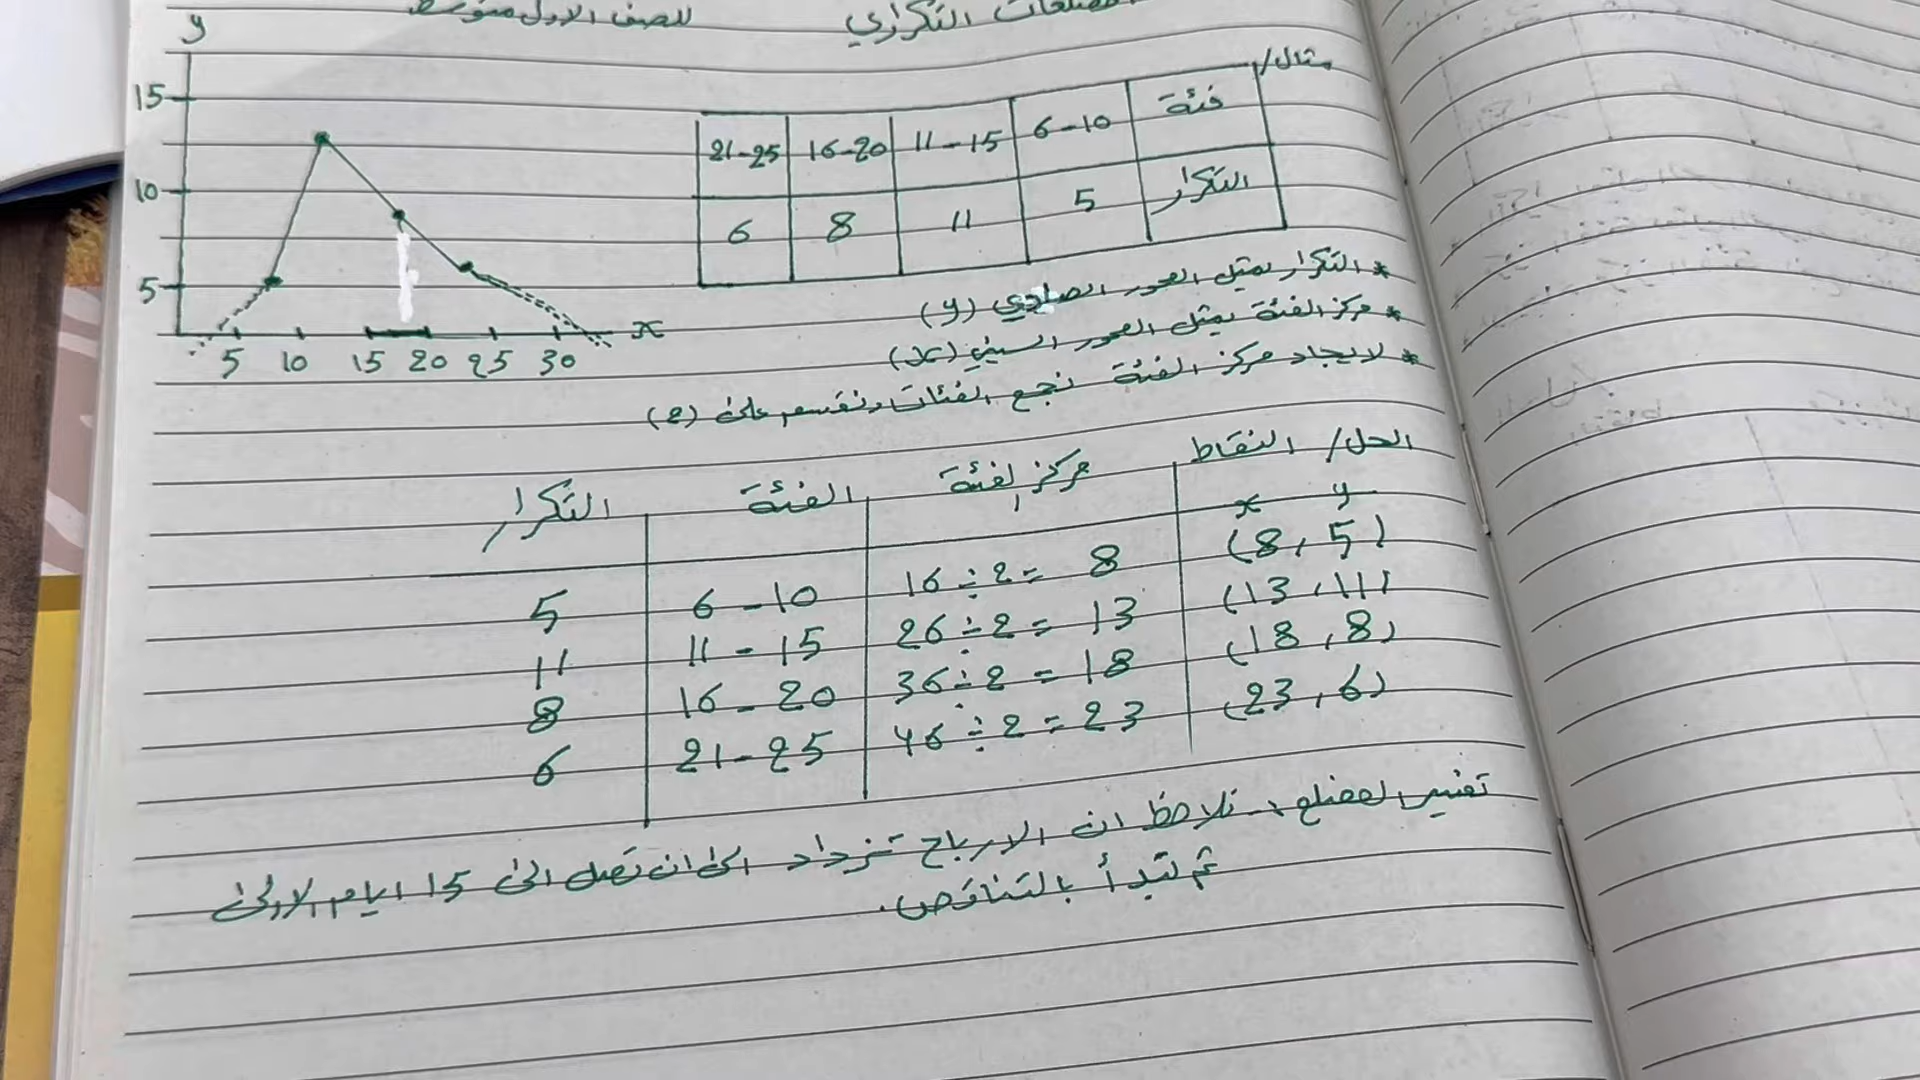 المضلعات التكراري للصف الاول متوسط
مثال/
فئة 6-10 11-15 16-20 21-25
التكرار 5 11 8 6
y
15
10
5
5 10 15 20 25 30 x
* التكرار يمثل المحور الصادي (y)
* مركز الفئة يمثل المحور السيني (x)
* لايجاد مركز الفئة نجمع الفئات ونقسم على (2)
الحل/ النقاط مركز الفئة الفئة التكرار
x y
(8, 5) 16 ÷ 2 = 8 6-10 5
(13, 11) 26 ÷ 2 = 13 11-15 11
(18, 8) 36 ÷ 2 = 18 16-20 8
(23, 6) 46 ÷ 2 = 23 21-25 6
تفسير المضلع، نلاحظ ان الارباح تزداد الى ان تصل الى 15 ايام الاولى
ثم تبدأ بالتناقص.